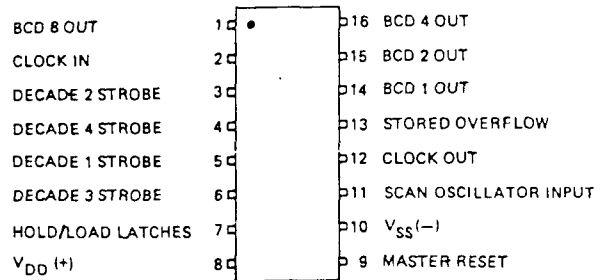 BCD 8 OUT 1 16 BCD 4 OUT
CLOCK IN 2 15 BCD 2 OUT
DECADE 2 STROBE 3 14 BCD 1 OUT
DECADE 4 STROBE 4 13 STORED OVERFLOW
DECADE 1 STROBE 5 12 CLOCK OUT
DECADE 3 STROBE 6 11 SCAN OSCILLATOR INPUT
HOLD/LOAD LATCHES 7 10 VSS(−)
VDD (+) 8 9 MASTER RESET